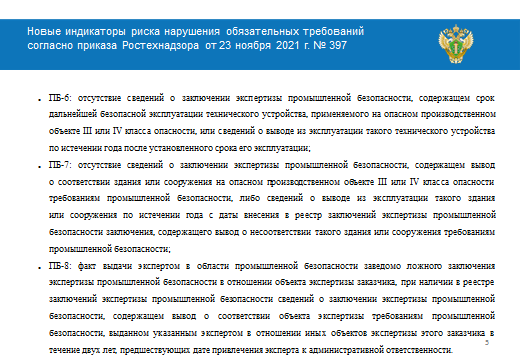 Новые индикаторы риска нарушения обязательных требований
согласно приказа Ростехнадзора от 23 ноября 2021 г. № 397
• ПБ-6: отсутствие сведений о заключении экспертизы промышленной безопасности, содержащем срок
дальнейшей безопасной эксплуатации технического устройства, применяемого на опасном производственном
объекте III или IV класса опасности, или сведений о выводе из эксплуатации такого технического устройства
по истечении года после установленного срока его эксплуатации;
• ПБ-7: отсутствие сведений о заключении экспертизы промышленной безопасности, содержащем вывод
о соответствии здания или сооружения на опасном производственном объекте III или IV класса опасности
требованиям промышленной безопасности, либо сведений о выводе из эксплуатации такого здания
или сооружения по истечении года с даты внесения в реестр заключений экспертизы промышленной
безопасности заключения, содержащего вывод о несоответствии такого здания или сооружения требованиям
промышленной безопасности;
• ПБ-8: факт выдачи экспертом в области промышленной безопасности заведомо ложного заключения
экспертизы промышленной безопасности в отношении объекта экспертизы заказчика, при наличии в реестре
заключений экспертизы промышленной безопасности сведений о заключении экспертизы промышленной
безопасности, содержащем вывод о соответствии объекта экспертизы требованиям промышленной
безопасности, выданном указанным экспертом в отношении иных объектов экспертизы этого заказчика в
течение двух лет, предшествующих дате привлечения эксперта к административной ответственности.
5